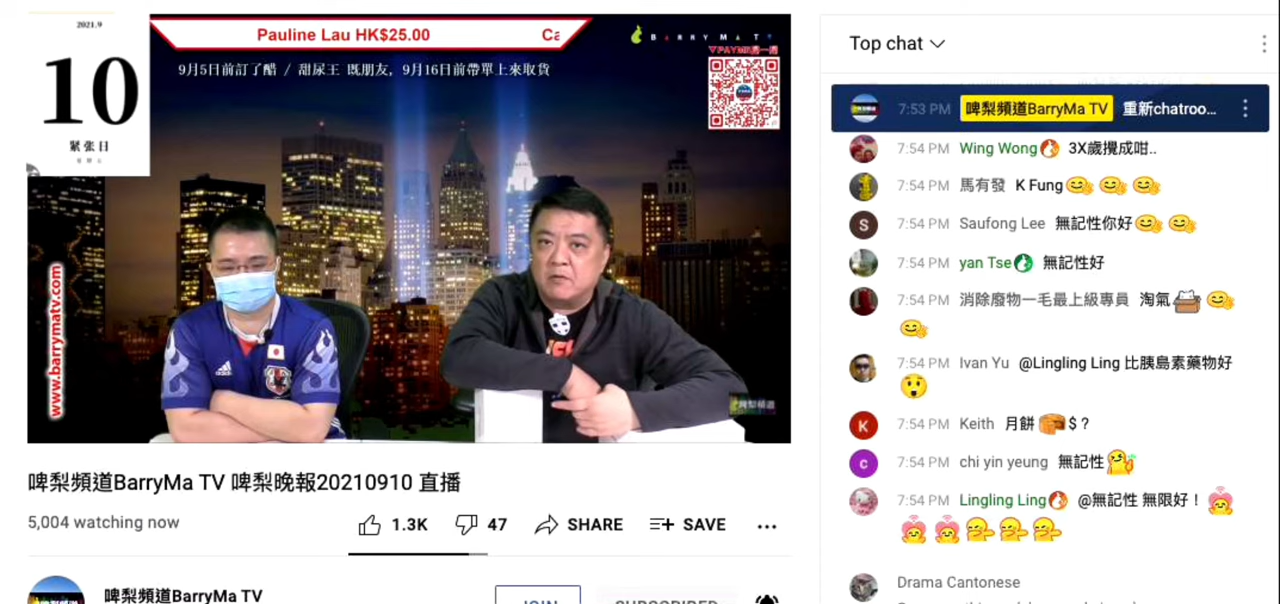 2021.9
10
緊張日
Pauline Lau HK$25.00
Ca
BARRYMATV
9月5日前訂了醋 / 甜尿王 既朋友，9月16日前帶單上來取貨
www.barrymatv.com
啤梨頻道
啤梨頻道BarryMa TV 啤梨晚報20210910 直播
5,004 watching now
1.3K
47
SHARE
SAVE
啤梨頻道BarryMa TV
JOIN
SUBSCRIBED
Top chat
7:53 PM 啤梨頻道BarryMa TV 重新chatroo...
7:54 PM Wing Wong 3X歲攪成咁..
7:54 PM 馬有發 K Fung
7:54 PM Saufong Lee 無記性你好
7:54 PM yan Tse 無記性好
7:54 PM 消除廢物一毛最上級專員 淘氣
7:54 PM Ivan Yu @Lingling Ling 比胰島素藥物好
7:54 PM Keith 月餅 $ ?
7:54 PM chi yin yeung 無記性
7:54 PM Lingling Ling @無記性 無限好！
Drama Cantonese